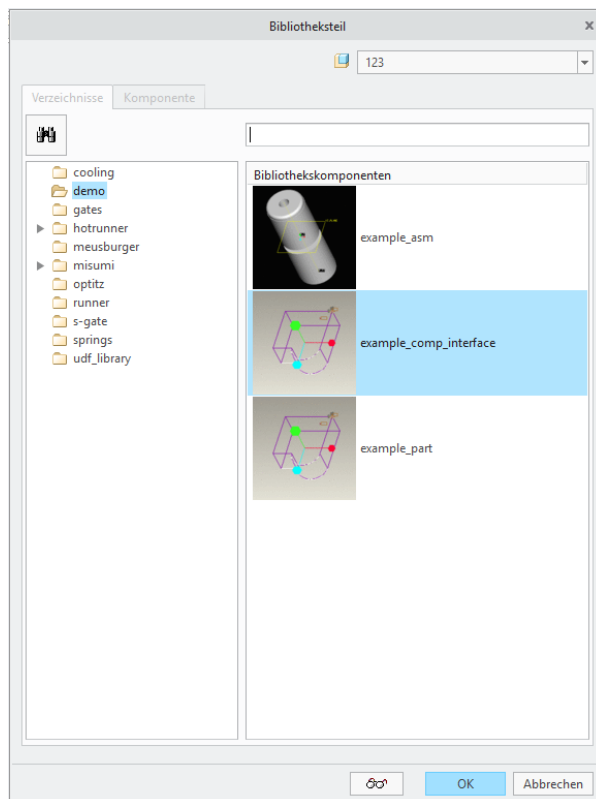 Bibliotheksteil
123
Verzeichnisse Komponente
cooling
demo
gates
hotrunner
meusburger
misumi
optitz
runner
s-gate
springs
udf_library
Bibliothekskomponenten
example_asm
example_comp_interface
example_part
OK Abbrechen